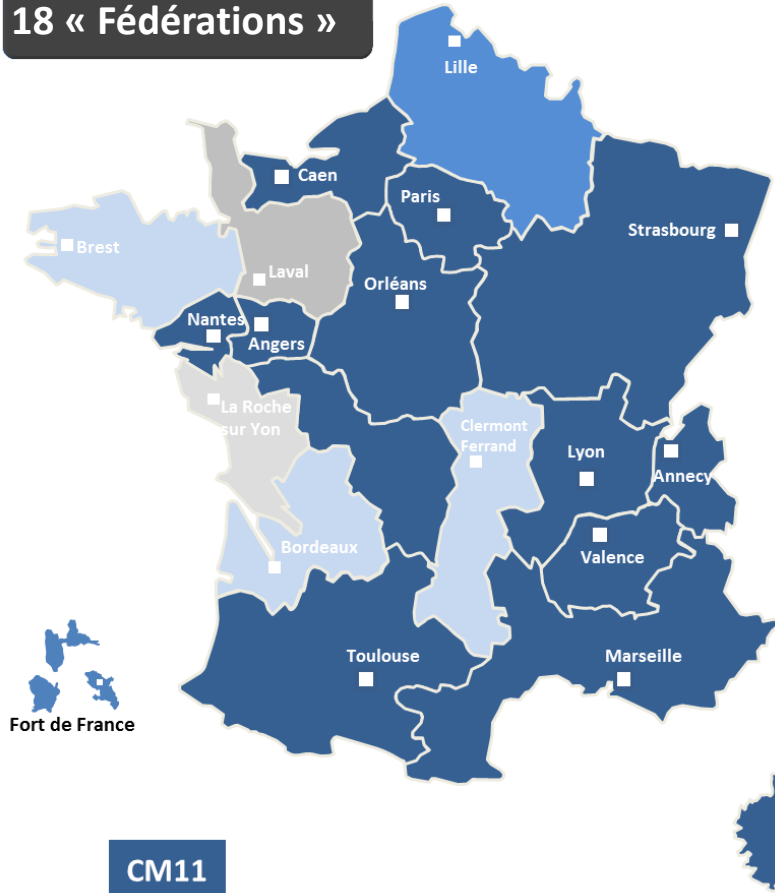 18 « Fédérations »
Lille
Caen
Paris
Strasbourg
Brest
Laval
Orléans
Nantes
Angers
La Roche
sur Yon
Clermont
Ferrand
Lyon
Annecy
Bordeaux
Valence
Toulouse
Marseille
Fort de France
CM11